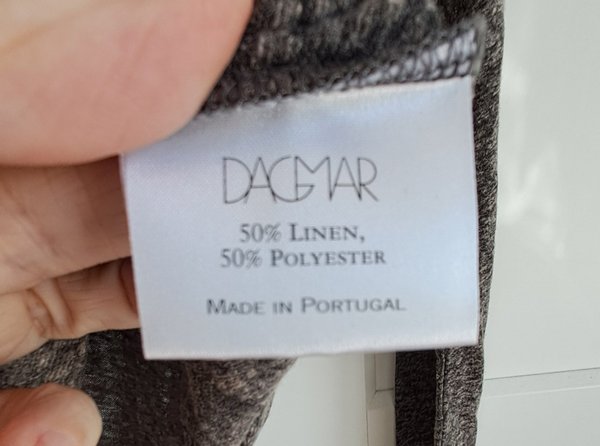 DAGMAR
50% LINEN,
50% POLYESTER
MADE IN PORTUGAL